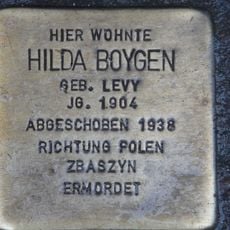 HIER WOHNTE
HILDA BOYGEN
GEB. LEVY
JG. 1904
ABGESCHOBEN 1938
RICHTUNG POLEN
ZBASZYN
ERMORDET